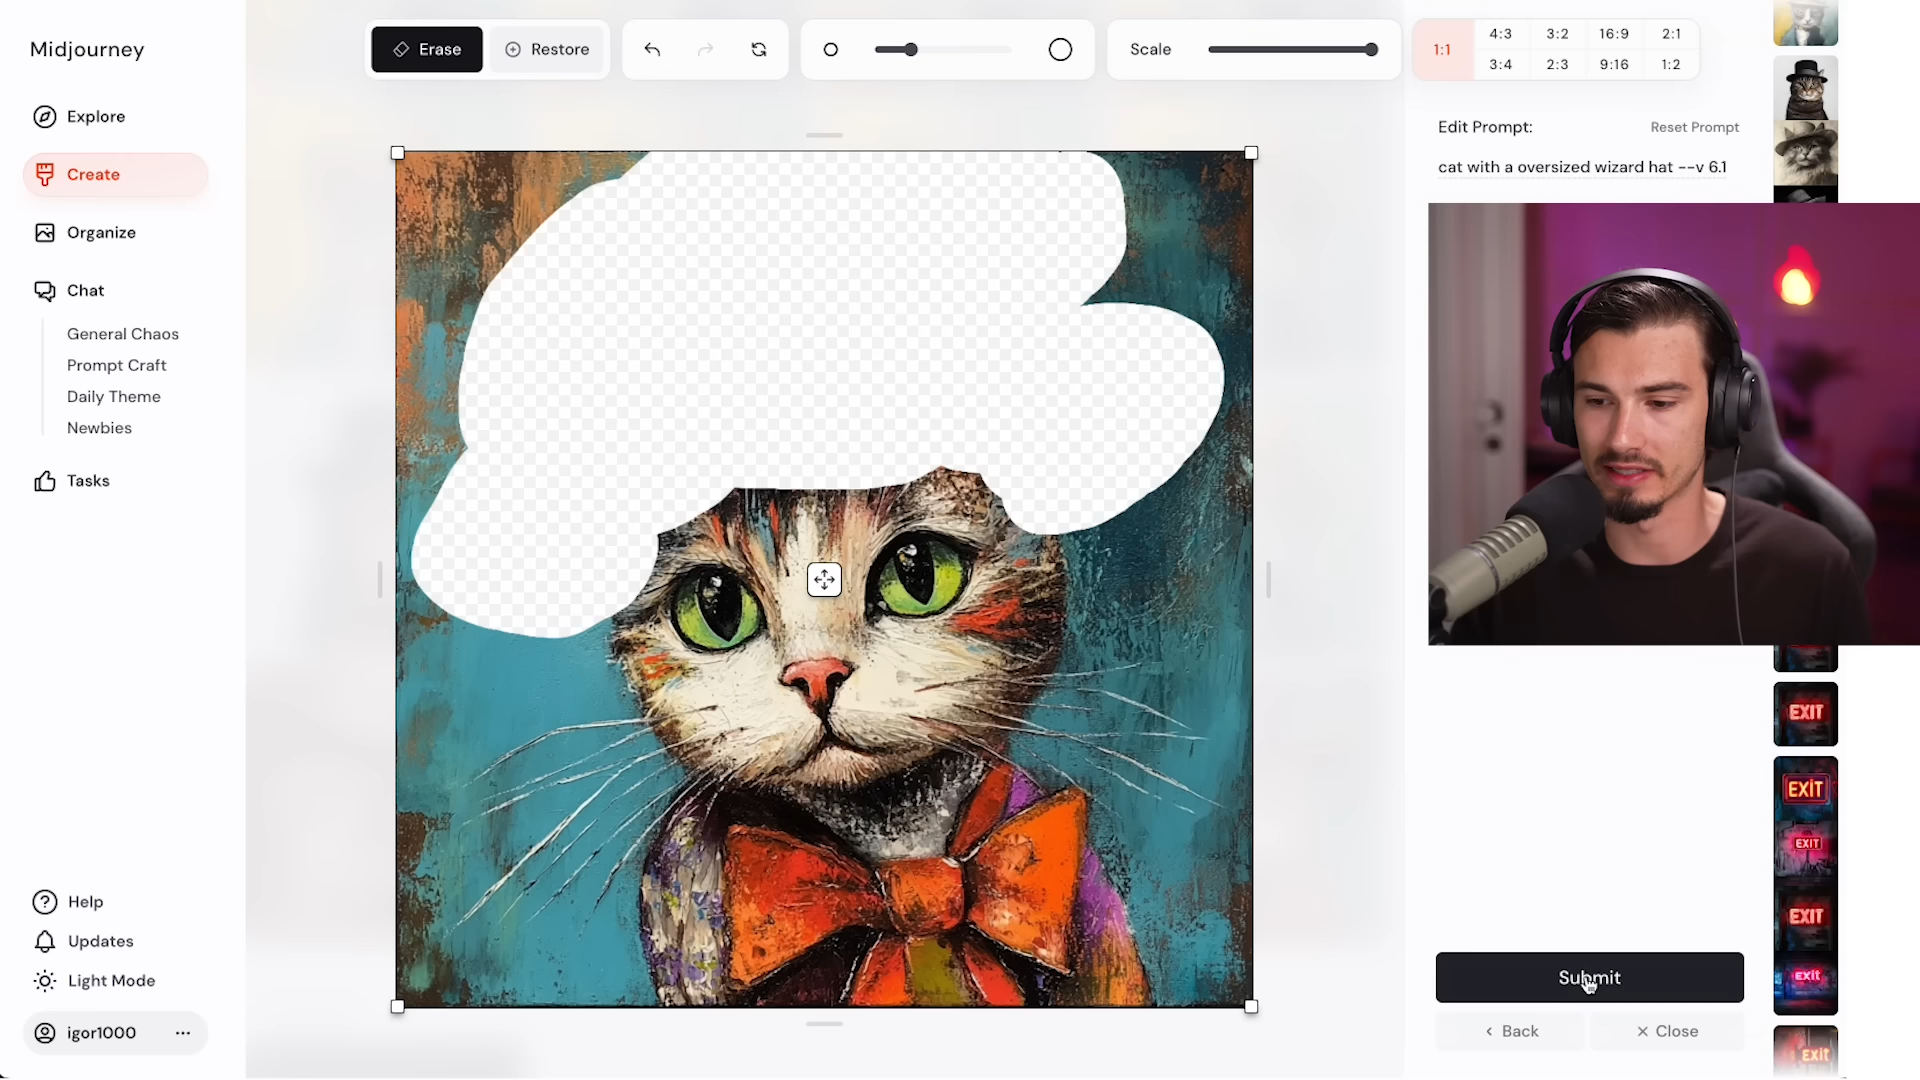 Midjourney
Explore
Create
Organize
Chat
General Chaos
Prompt Craft
Daily Theme
Newbies
Tasks
Help
Updates
Light Mode
igor1000
Erase
Restore
Scale
1:1
4:3 3:2 16:9 2:1
3:4 2:3 9:16 1:2
Edit Prompt:
Reset Prompt
cat with a oversized wizard hat --v 6.1
Submit
Back
Close
EXIT
EXIT
EXIT
EXIT
EXIT
EXIT